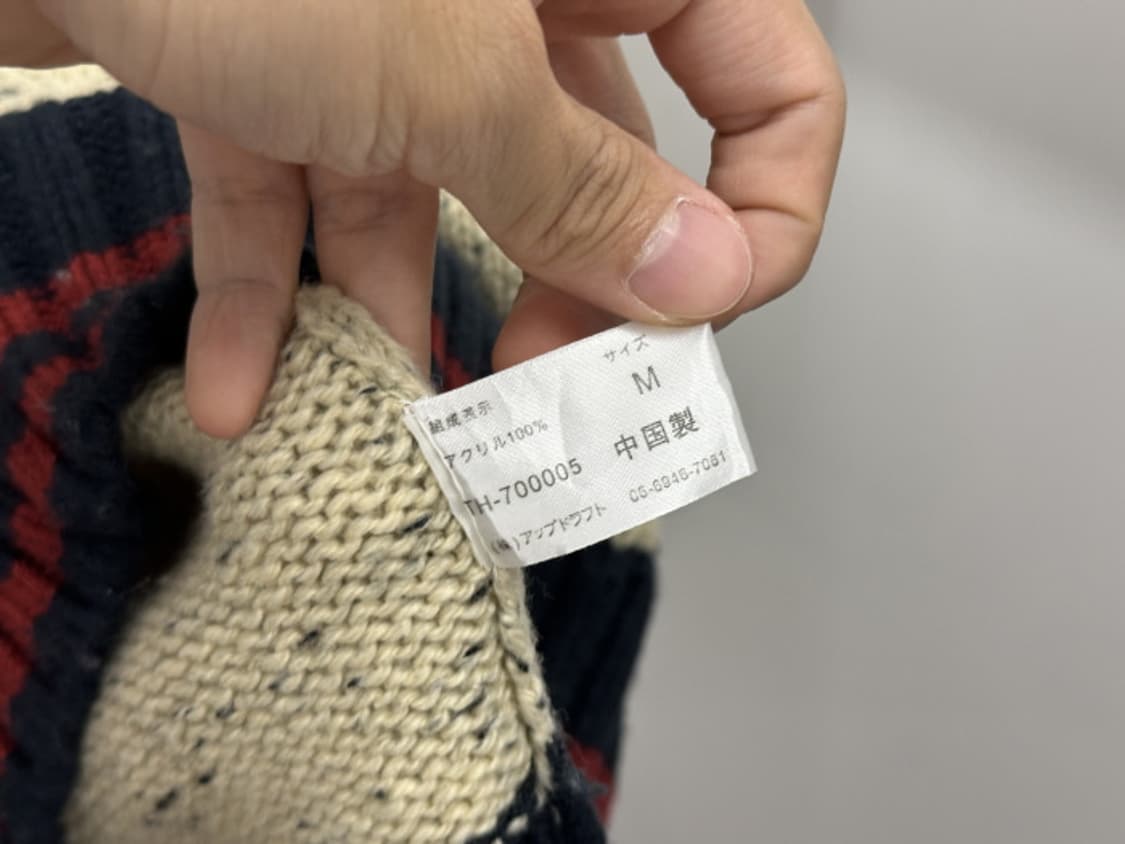 組成表示
アクリル100%
TH-700005
(株)アップドラフト
サイズ
M
中国製
06-6946-7081